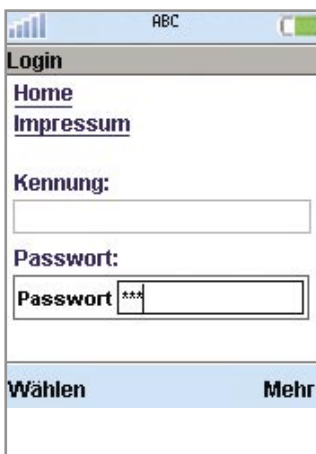 ABC
Login
Home
Impressum
Kennung:
Passwort:
Passwort ***
Wählen Mehr